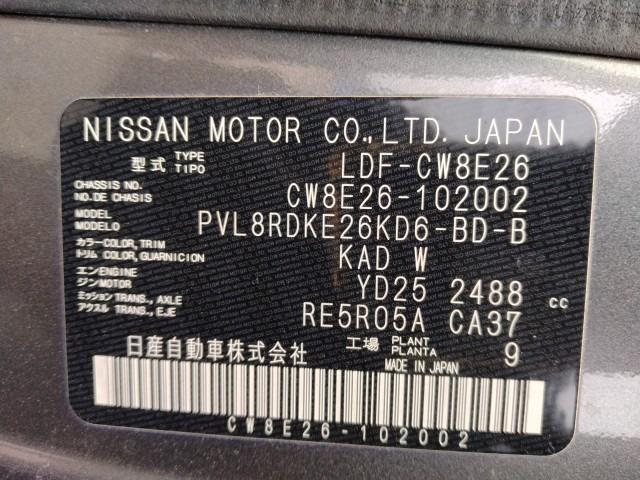 NISSAN MOTOR CO.,LTD. JAPAN
型式 TYPE TIPO LDF-CW8E26
CHASSIS NO. NO.DE CHASIS CW8E26-102002
MODEL MODELO PVL8RDKE26KD6-BD-B
カラー COLOR, TRIM トリム COLOR, GUARNICION KAD W
エンジン ENGINE MOTOR YD25 2488 cc
ミッション TRANS., AXLE アクスル TRANS., EJE RE5R05A CA37
日産自動車株式会社 工場 PLANT PLANTA 9
MADE IN JAPAN
CW8E26-102002